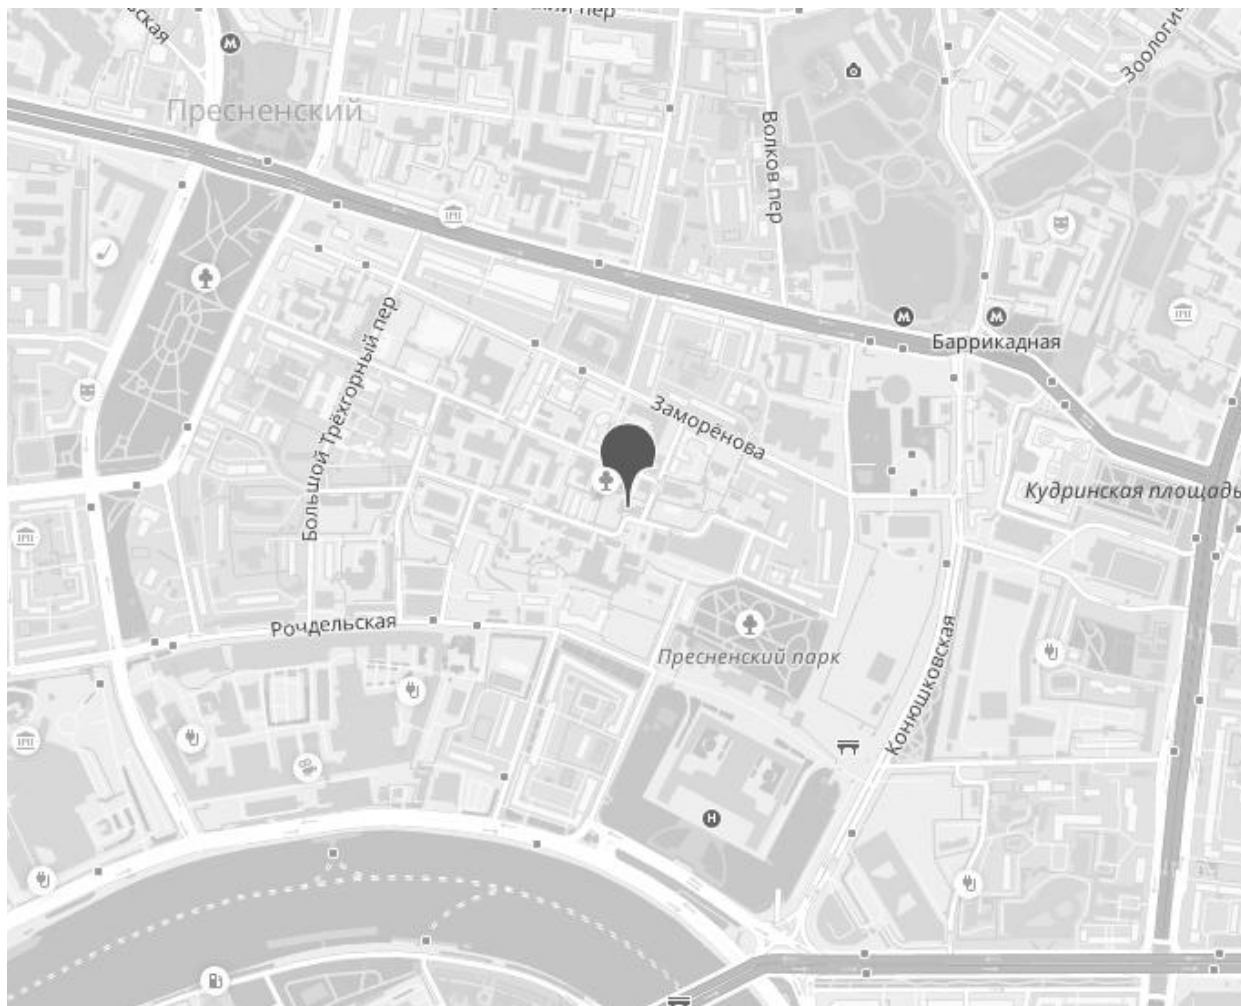 Пресненский
Волков пер
Баррикадная
Большой Трёхгорный пер
Заморёнова
Кудринская площадь
Рочдельская
Пресненский парк
Конюшковская
М
М
М
H